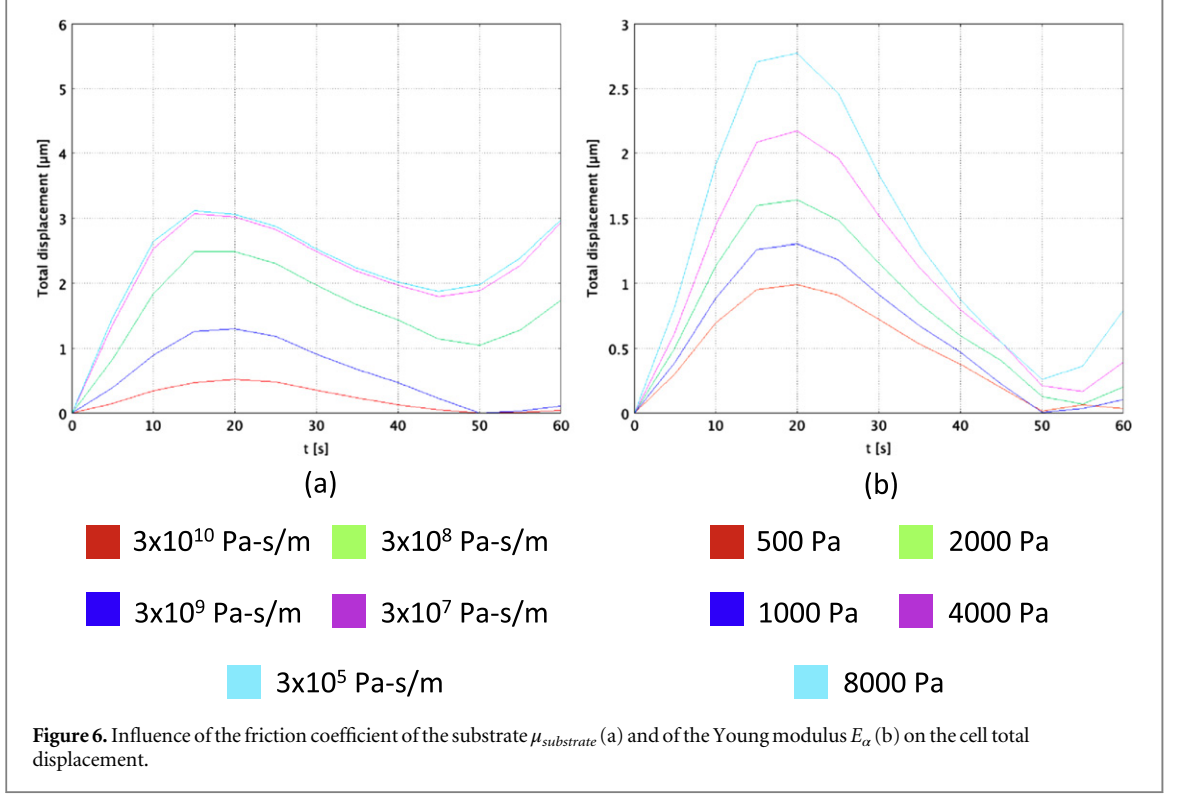 6
5
4
3
2
1
0
Total displacement [µm]
0 10 20 30 40 50 60
t [s]
(a)
3
2.5
2
1.5
1
0.5
0
Total displacement [µm]
0 10 20 30 40 50 60
t [s]
(b)
3x10¹⁰ Pa-s/m 3x10⁸ Pa-s/m
3x10⁹ Pa-s/m 3x10⁷ Pa-s/m
3x10⁵ Pa-s/m
500 Pa 2000 Pa
1000 Pa 4000 Pa
8000 Pa
Figure 6. Influence of the friction coefficient of the substrate μsubstrate (a) and of the Young modulus Eα (b) on the cell total
displacement.